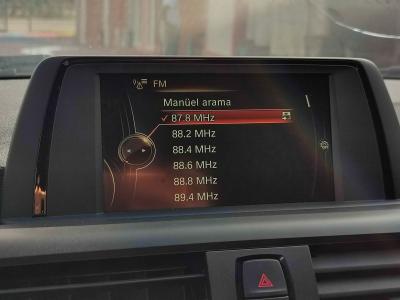 FM
Manüel arama
87.8 MHz
88.2 MHz
88.4 MHz
88.6 MHz
88.8 MHz
89.4 MHz